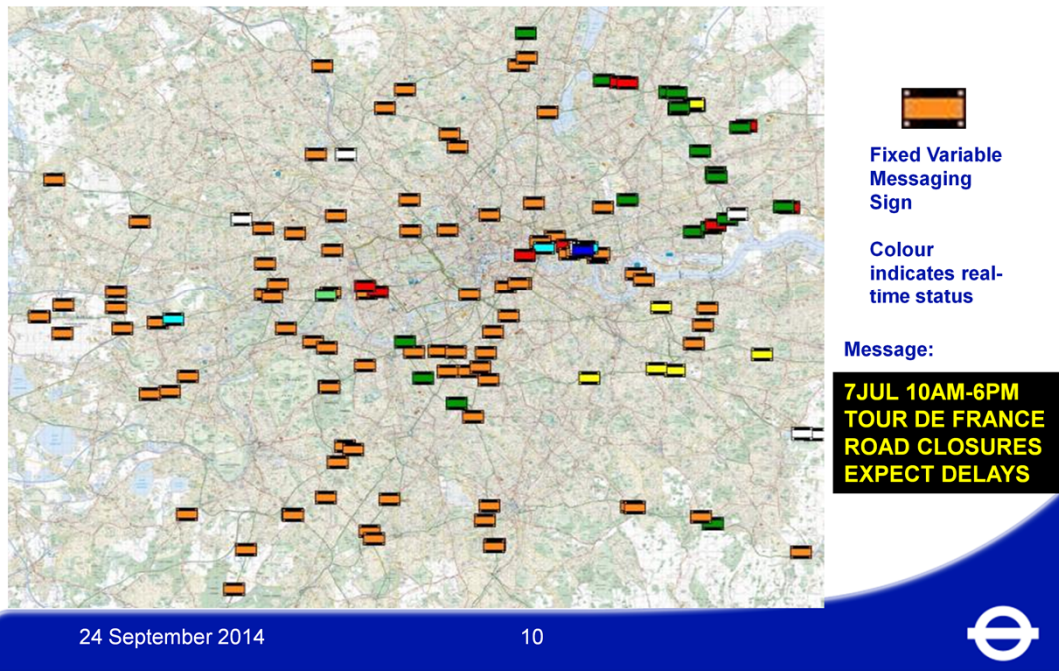 Fixed Variable
Messaging
Sign
Colour
indicates real-
time status
Message:
7JUL 10AM-6PM
TOUR DE FRANCE
ROAD CLOSURES
EXPECT DELAYS
24 September 2014
10